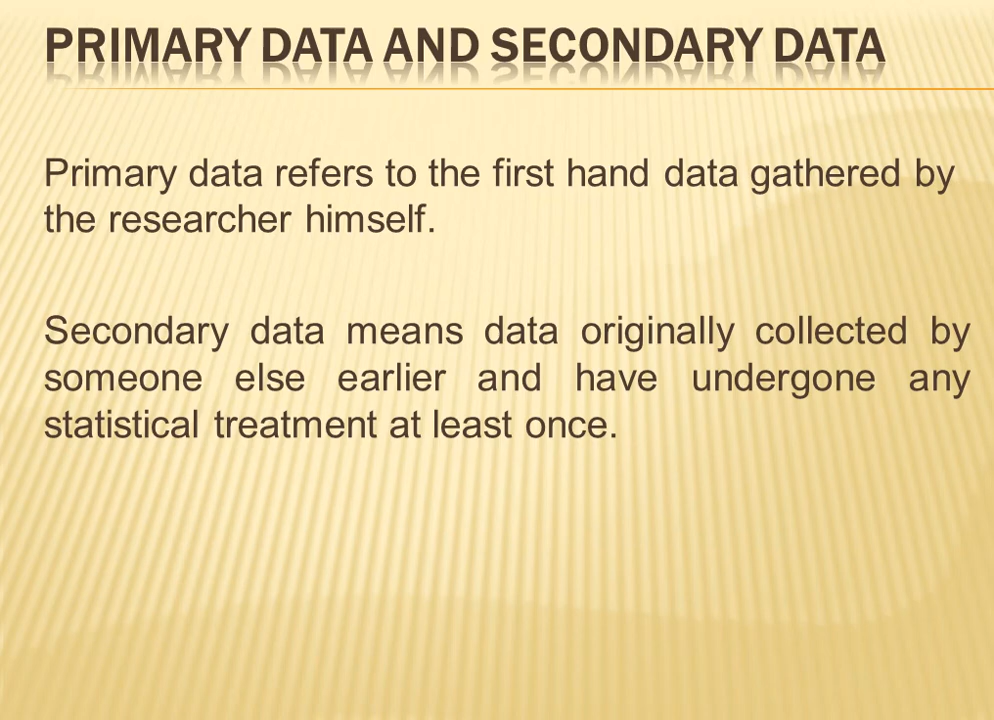 PRIMARY DATA AND SECONDARY DATA
Primary data refers to the first hand data gathered by
the researcher himself.
Secondary data means data originally collected by
someone else earlier and have undergone any
statistical treatment at least once.